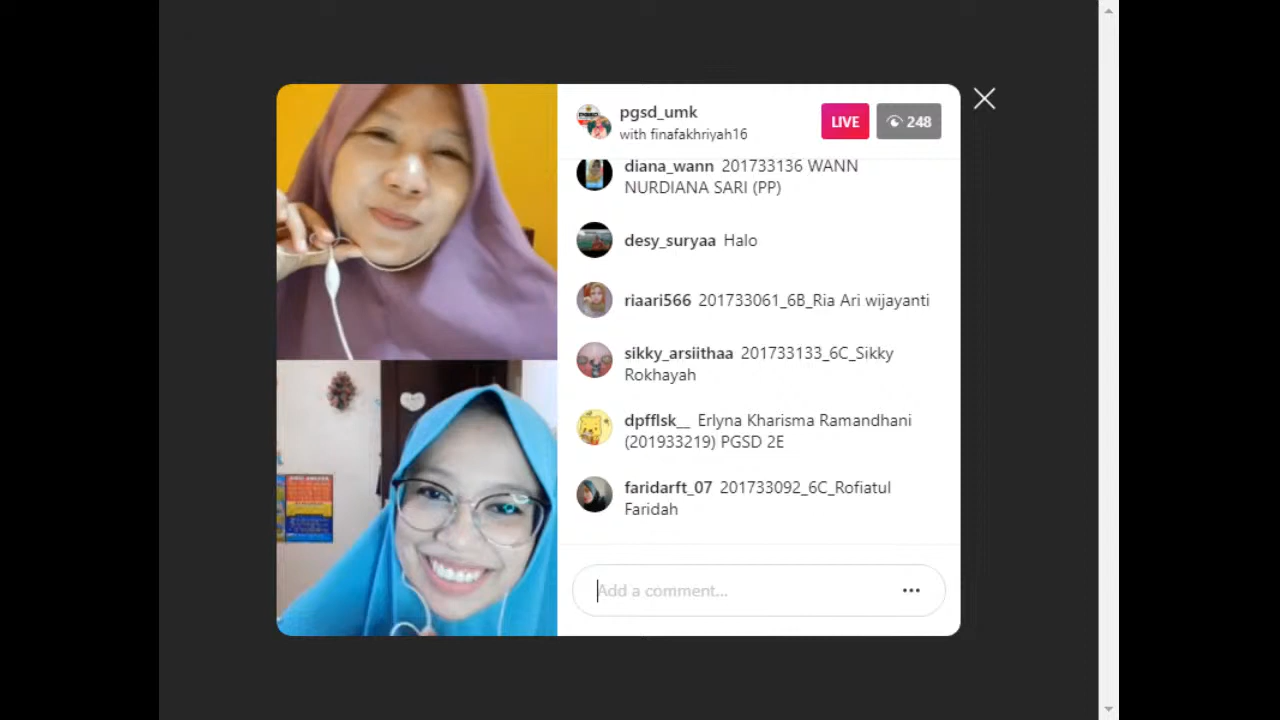 pgsd_umk
with finafakhriyah16
LIVE
248
diana_wann 201733136 WANN
NURDIANA SARI (PP)
desy_suryaa Halo
riaari566 201733061_6B_Ria Ari wijayanti
sikky_arsiithaa 201733133_6C_Sikky
Rokhayah
dpfflsk__ Erlyna Kharisma Ramandhani
(201933219) PGSD 2E
faridarft_07 201733092_6C_Rofiatul
Faridah
Add a comment...